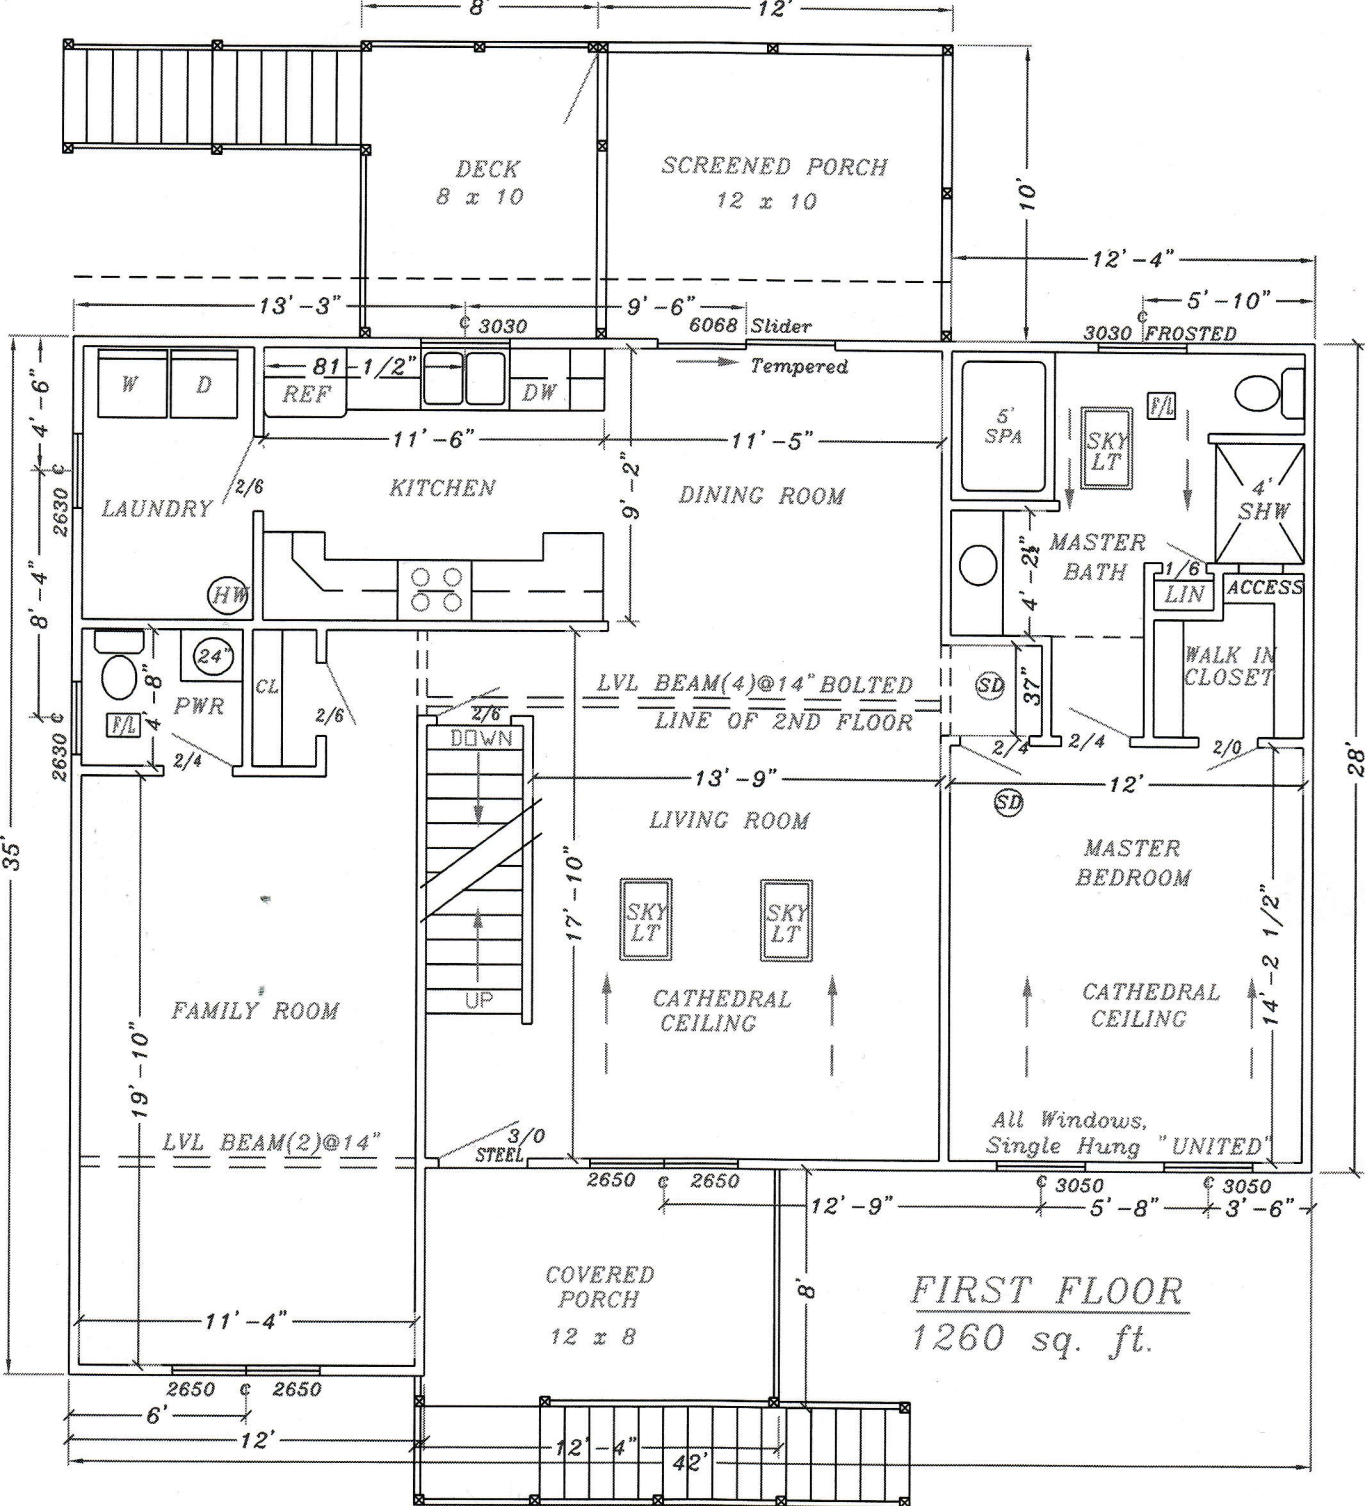 8'
12'
DECK
8 x 10
SCREENED PORCH
12 x 10
10'
12'-4"
5'-10"
13'-3"
9'-6"
3030
6068 Slider
Tempered
3030 FROSTED
4'-6"
W
D
REF
81-1/2"
DW
11'-6"
11'-5"
5'
SPA
SKY
LT
F/L
2/6
LAUNDRY
KITCHEN
9'-2"
DINING ROOM
4'
SHW
2630
8'-4"
4'-2½"
MASTER
BATH
1/6
LIN
ACCESS
HW
24"
4'-8"
PWR
F/L
CL
2/6
2/4
2630
LVL BEAM(4)@14" BOLTED
LINE OF 2ND FLOOR
2/6
DOWN
SD
37"
WALK IN
CLOSET
2/4
2/4
2/0
13'-9"
12'
SD
28'
35'
LIVING ROOM
MASTER
BEDROOM
17'-10"
SKY
LT
SKY
LT
14'-2 1/2"
UP
FAMILY ROOM
CATHEDRAL
CEILING
CATHEDRAL
CEILING
19'-10"
LVL BEAM(2)@14"
3/0
STEEL
All Windows,
Single Hung "UNITED"
2650 ¢ 2650
¢ 3050
¢ 3050
12'-9"
5'-8"
3'-6"
COVERED
PORCH
12 x 8
8'
FIRST FLOOR
1260 sq. ft.
11'-4"
2650 ¢ 2650
6'
12'
12'-4"
42'